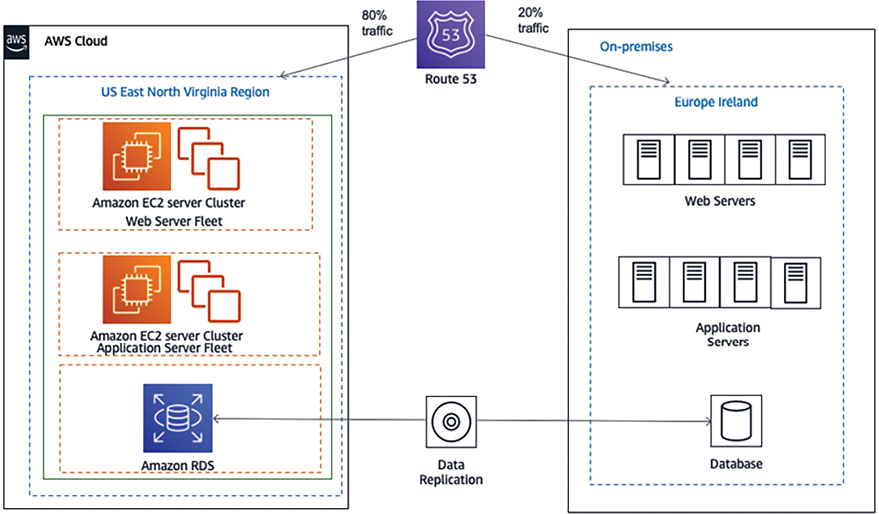 80%
traffic
53
20%
traffic
Route 53
aws
AWS Cloud
US East North Virginia Region
Amazon EC2 server Cluster
Web Server Fleet
Amazon EC2 server Cluster
Application Server Fleet
Amazon RDS
Data
Replication
On-premises
Europe Ireland
Web Servers
Application
Servers
Database